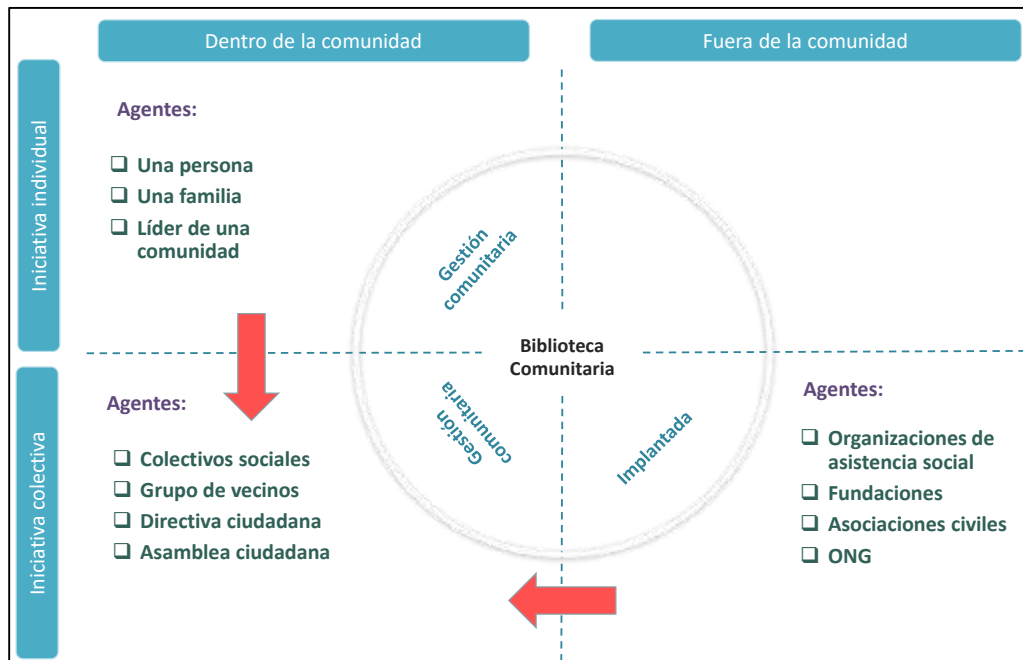 Dentro de la comunidad
Fuera de la comunidad
Iniciativa individual
Agentes:
❑ Una persona
❑ Una familia
❑ Líder de una
comunidad
Gestión
comunitaria
Biblioteca
Comunitaria
Iniciativa colectiva
Agentes:
❑ Colectivos sociales
❑ Grupo de vecinos
❑ Directiva ciudadana
❑ Asamblea ciudadana
Gestión
comunitaria
Implantada
Agentes:
❑ Organizaciones de
asistencia social
❑ Fundaciones
❑ Asociaciones civiles
❑ ONG